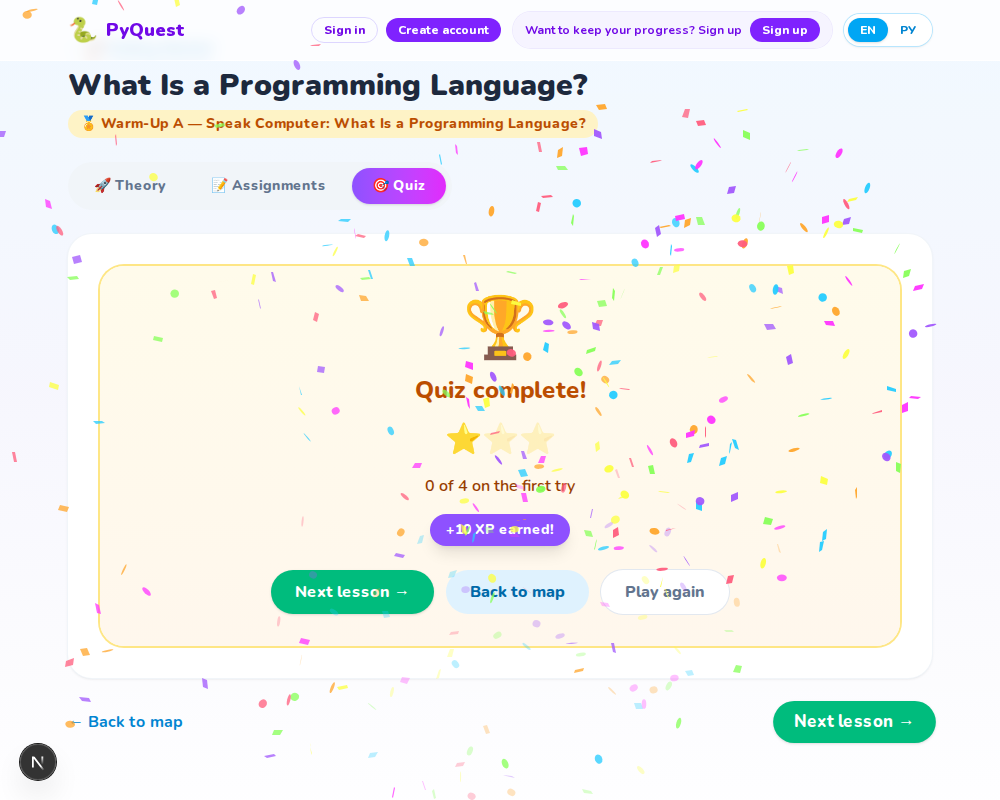 PyQuest
Sign in
Create account
Want to keep your progress? Sign up
Sign up
EN
РУ
What Is a Programming Language?
Warm-Up A — Speak Computer: What Is a Programming Language?
Theory
Assignments
Quiz
Quiz complete!
0 of 4 on the first try
+10 XP earned!
Next lesson →
Back to map
Play again
← Back to map
Next lesson →
N